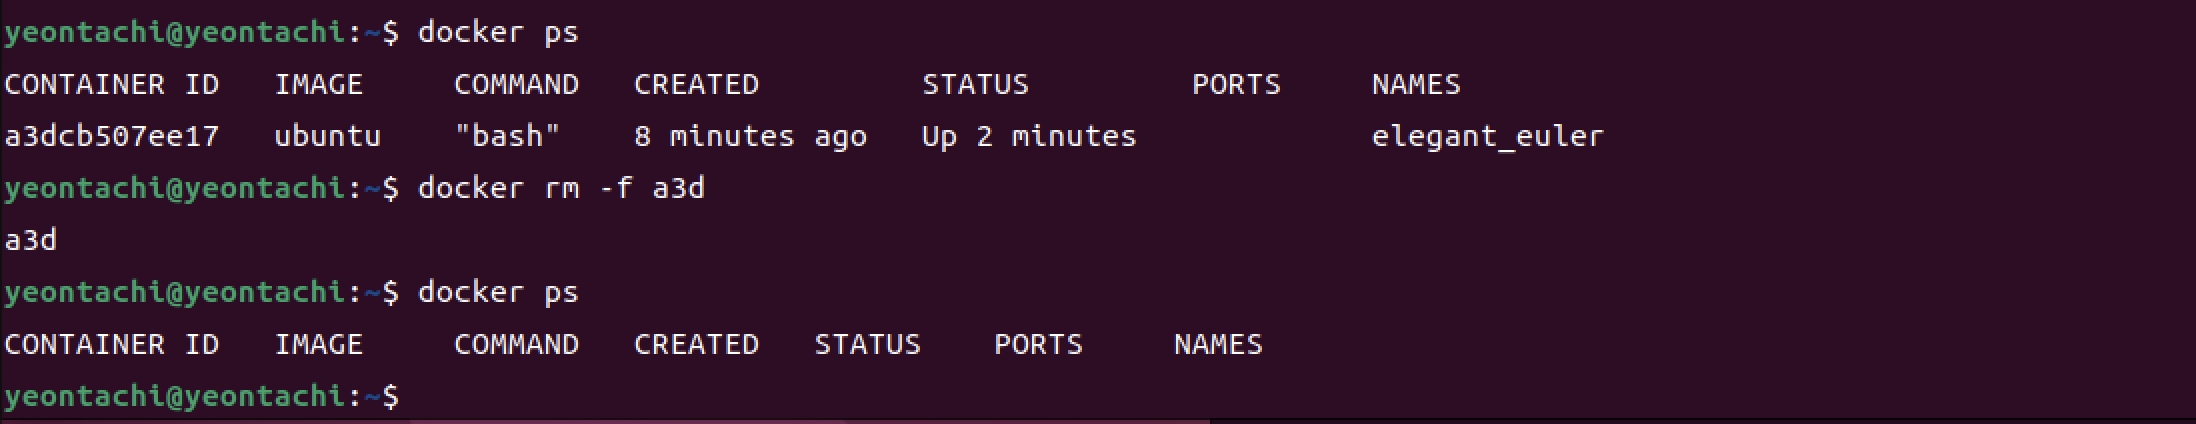 yeontachi@yeontachi:~$ docker ps
CONTAINER ID   IMAGE     COMMAND   CREATED         STATUS         PORTS     NAMES
a3dcb507ee17   ubuntu    "bash"    8 minutes ago   Up 2 minutes             elegant_euler
yeontachi@yeontachi:~$ docker rm -f a3d
a3d
yeontachi@yeontachi:~$ docker ps
CONTAINER ID   IMAGE     COMMAND   CREATED   STATUS    PORTS     NAMES
yeontachi@yeontachi:~$